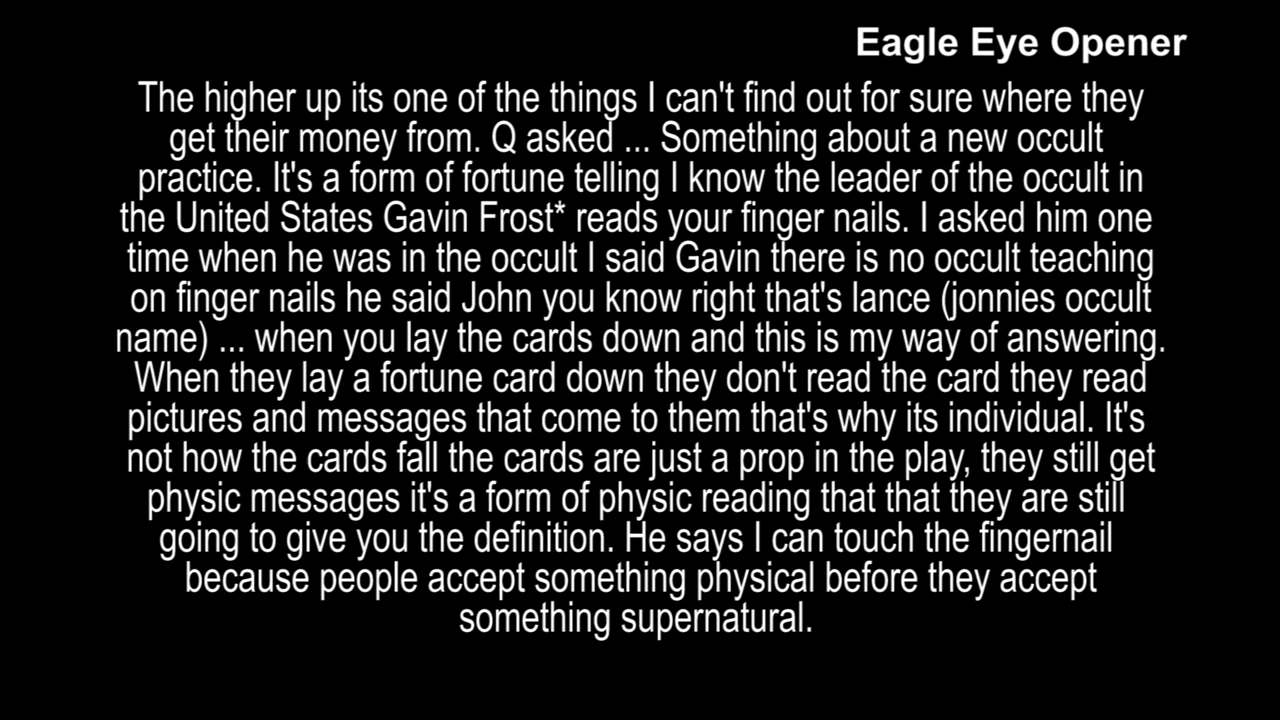 Eagle Eye Opener
The higher up its one of the things I can't find out for sure where they
get their money from. Q asked ... Something about a new occult
practice. It's a form of fortune telling I know the leader of the occult in
the United States Gavin Frost* reads your finger nails. I asked him one
time when he was in the occult I said Gavin there is no occult teaching
on finger nails he said John you know right that's lance (jonnies occult
name) ... when you lay the cards down and this is my way of answering.
When they lay a fortune card down they don't read the card they read
pictures and messages that come to them that's why its individual. It's
not how the cards fall the cards are just a prop in the play, they still get
physic messages it's a form of physic reading that that they are still
going to give you the definition. He says I can touch the fingernail
because people accept something physical before they accept
something supernatural.